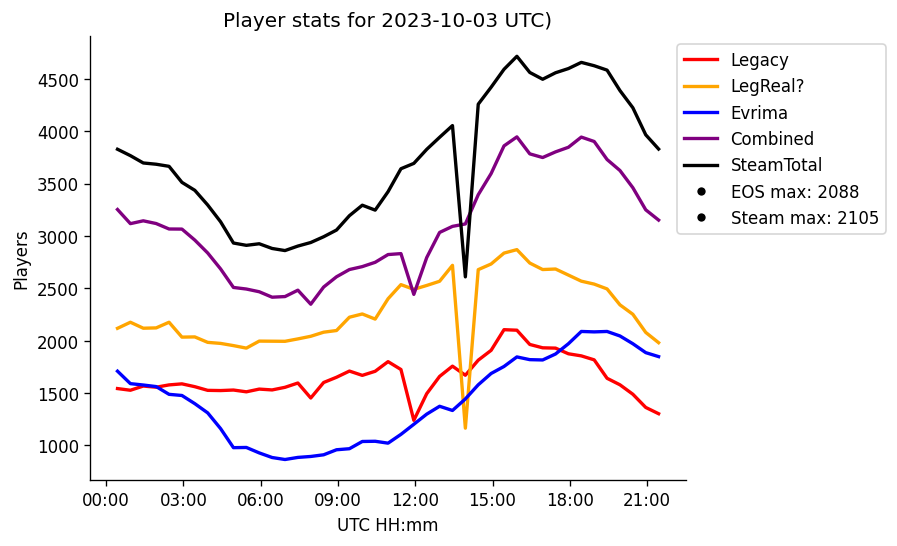 Player stats for 2023-10-03 UTC)
Legacy
LegReal?
Evrima
Combined
SteamTotal
EOS max: 2088
Steam max: 2105
Players
4500
4000
3500
3000
2500
2000
1500
1000
00:00 03:00 06:00 09:00 12:00 15:00 18:00 21:00
UTC HH:mm